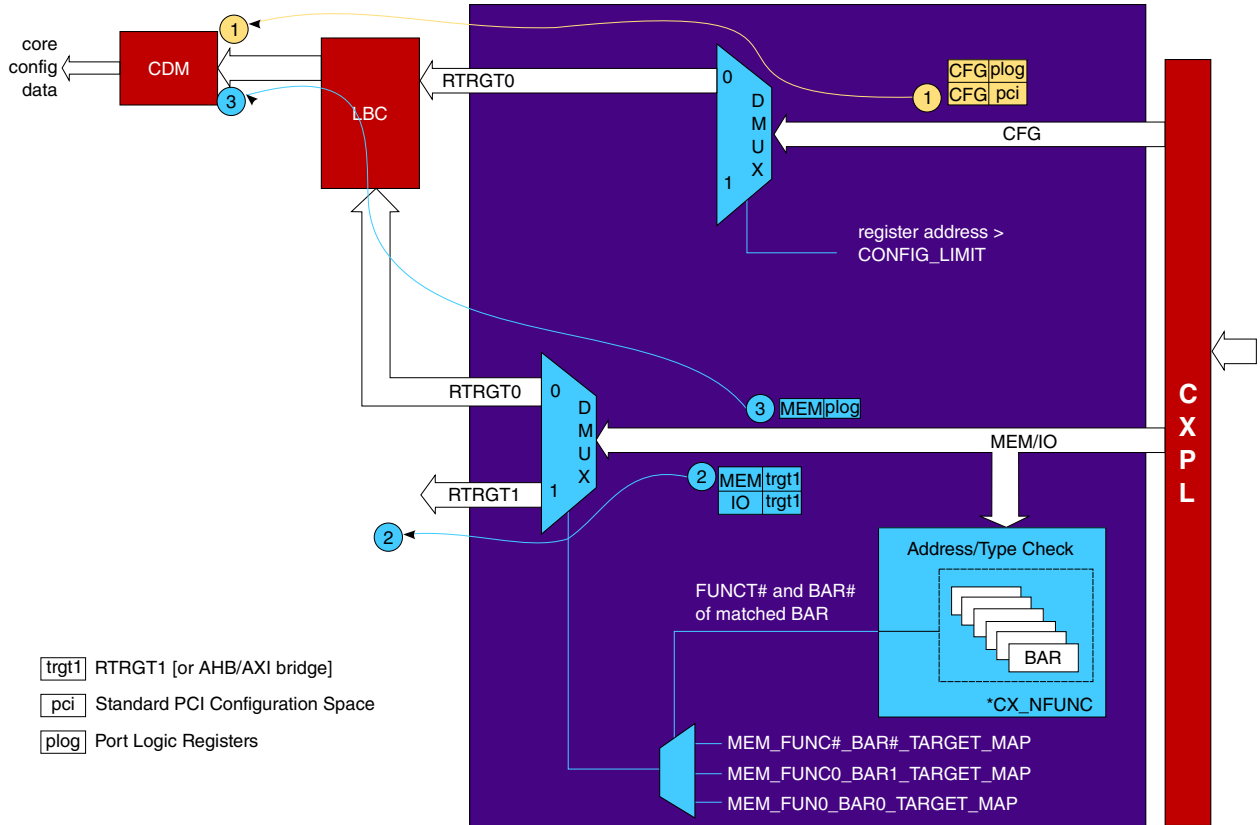 core
config
data
1
CDM
3
LBC
RTRGT0
0
1
D
M
U
X
1
CFG plog
CFG pci
CFG
register address >
CONFIG_LIMIT
C
X
P
L
RTRGT0
0
1
D
M
U
X
3
MEM plog
MEM/IO
RTRGT1
2
MEM trgt1
IO trgt1
2
Address/Type Check
BAR
*CX_NFUNC
FUNCT# and BAR#
of matched BAR
trgt1 RTRGT1 [or AHB/AXI bridge]
pci Standard PCI Configuration Space
plog Port Logic Registers
MEM_FUNC#_BAR#_TARGET_MAP
MEM_FUNC0_BAR1_TARGET_MAP
MEM_FUN0_BAR0_TARGET_MAP